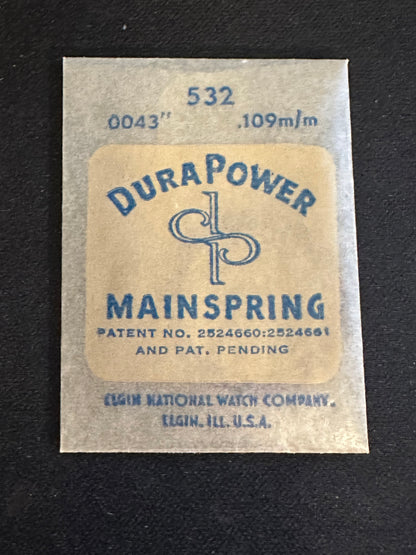 532
.0043" .109m/m
DURAPOWER
MAINSPRING
PATENT NO. 2524660:2524661
AND PAT. PENDING
ELGIN NATIONAL WATCH COMPANY.
ELGIN. ILL. U.S.A.